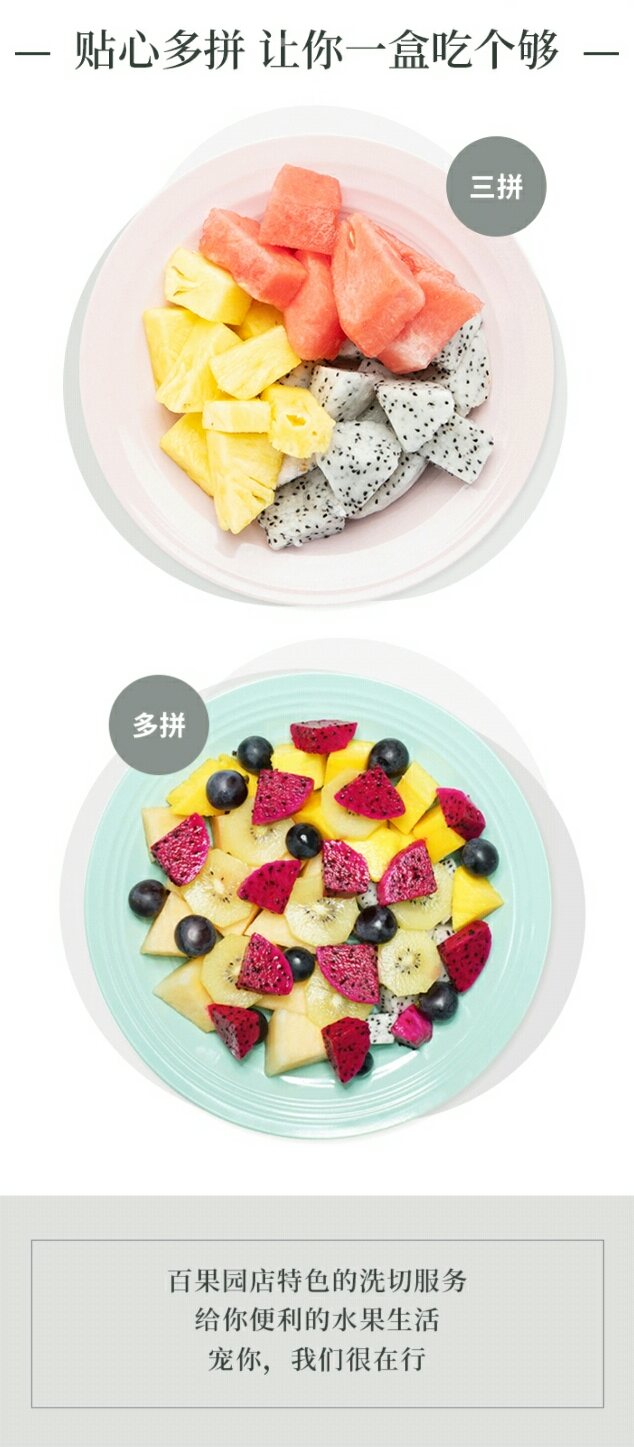 贴心多拼 让你一盒吃个够
三拼
多拼
百果园店特色的洗切服务
给你便利的水果生活
宠你，我们很在行